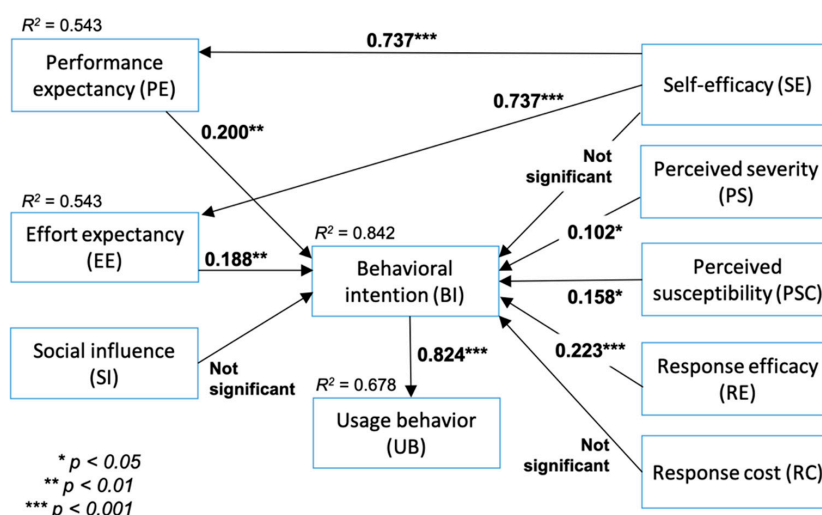 R² = 0.543
Performance
expectancy (PE)
0.737***
Self-efficacy (SE)
0.737***
0.200**
Not
significant
Perceived severity
(PS)
R² = 0.543
Effort expectancy
(EE)
0.188**
R² = 0.842
Behavioral
intention (BI)
0.102*
Perceived
susceptibility (PSC)
0.158*
Social influence
(SI)
Not
significant
0.824***
0.223***
Response efficacy
(RE)
R² = 0.678
Usage behavior
(UB)
Not
significant
Response cost (RC)
* p < 0.05
** p < 0.01
*** p < 0.001